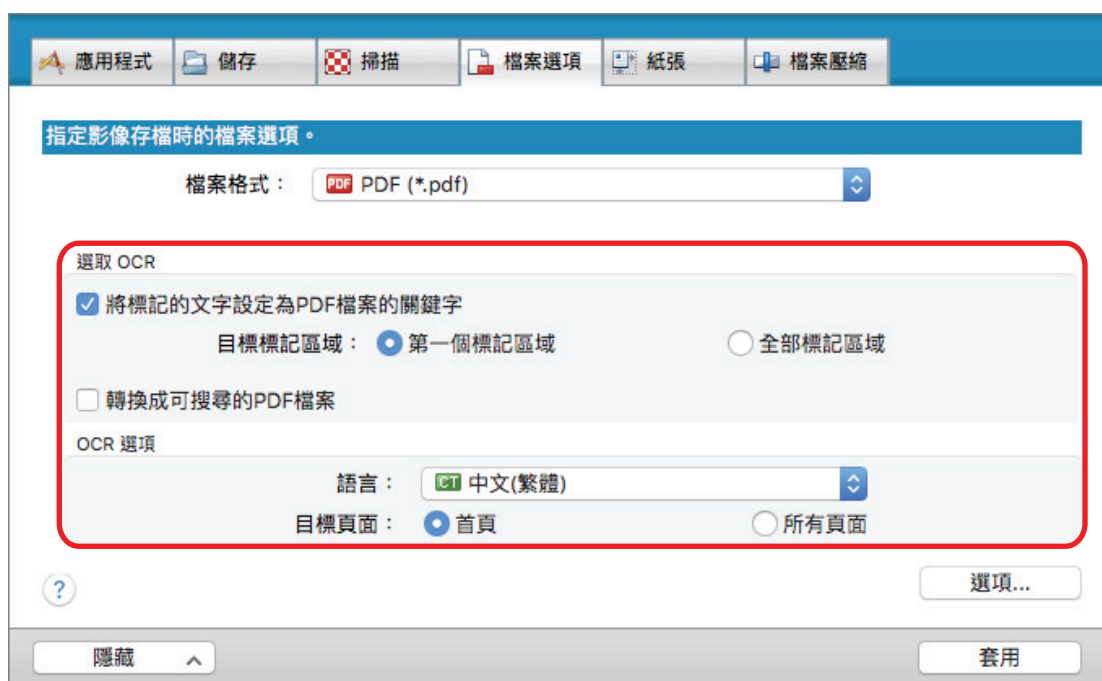 應用程式 儲存 掃描 檔案選項 紙張 檔案壓縮
指定影像存檔時的檔案選項。
檔案格式： PDF PDF (*.pdf)
選取 OCR
將標記的文字設定為PDF檔案的關鍵字
目標標記區域： 第一個標記區域 全部標記區域
轉換成可搜尋的PDF檔案
OCR 選項
語言： CT 中文(繁體)
目標頁面： 首頁 所有頁面
? 選項...
隱藏 套用